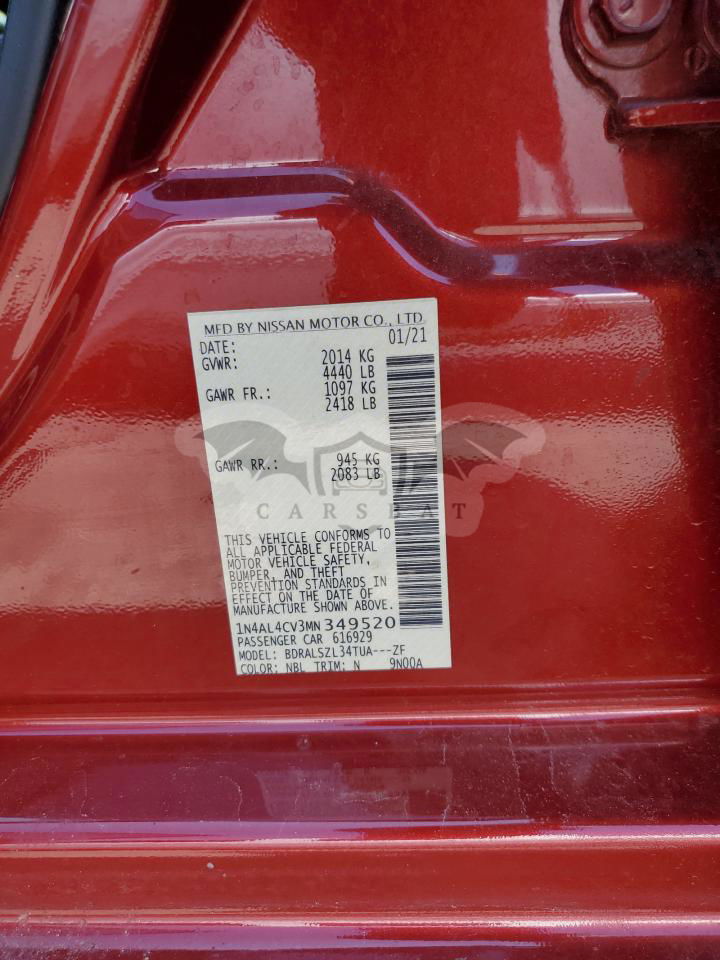 MFD BY NISSAN MOTOR CO., LTD.
DATE: 01/21
GVWR: 2014 KG
4440 LB
GAWR FR.: 1097 KG
2418 LB
GAWR RR.: 945 KG
2083 LB
CARSBAT
THIS VEHICLE CONFORMS TO
ALL APPLICABLE FEDERAL
MOTOR VEHICLE SAFETY,
BUMPER, AND THEFT
PREVENTION STANDARDS IN
EFFECT ON THE DATE OF
MANUFACTURE SHOWN ABOVE.
1N4AL4CV3MN349520
PASSENGER CAR 616929
MODEL: BDRALSZL34TUA---ZF
COLOR: NBL TRIM: N 9N00A